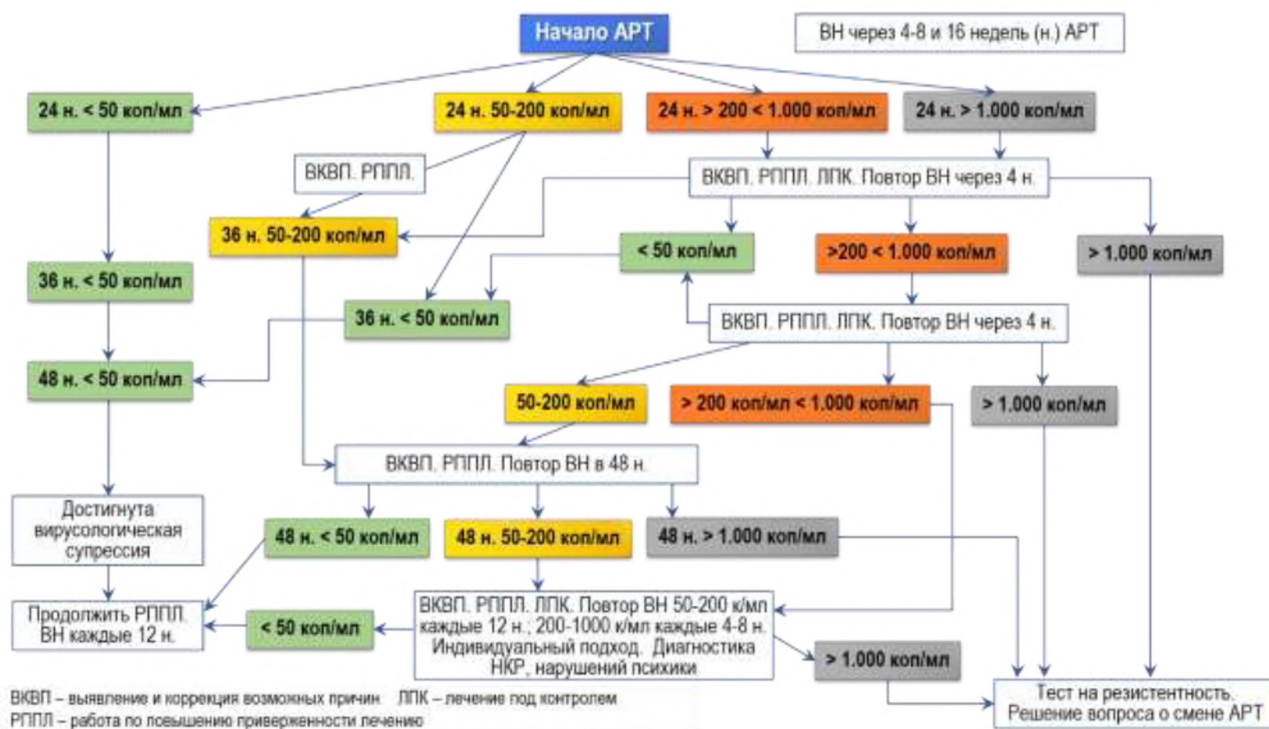 Начало АРТ
ВН через 4-8 и 16 недель (н.) АРТ
24 н. < 50 коп/мл
24 н. 50-200 коп/мл
24 н. > 200 < 1.000 коп/мл
24 н. > 1.000 коп/мл
ВКВП. РППЛ.
ВКВП. РППЛ. ЛПК. Повтор ВН через 4 н.
36 н. 50-200 коп/мл
< 50 коп/мл
>200 < 1.000 коп/мл
> 1.000 коп/мл
36 н. < 50 коп/мл
36 н. < 50 коп/мл
ВКВП. РППЛ. ЛПК. Повтор ВН через 4 н.
48 н. < 50 коп/мл
50-200 коп/мл
> 200 коп/мл < 1.000 коп/мл
> 1.000 коп/мл
ВКВП. РППЛ. Повтор ВН в 48 н.
Достигнута
вирусологическая
супрессия
48 н. < 50 коп/мл
48 н. 50-200 коп/мл
48 н. > 1.000 коп/мл
Продолжить РППЛ.
ВН каждые 12 н.
< 50 коп/мл
ВКВП. РППЛ. ЛПК. Повтор ВН 50-200 к/мл
каждые 12 н.; 200-1000 к/мл каждые 4-8 н.
Индивидуальный подход. Диагностика
НКР, нарушений психики
> 1.000 коп/мл
Тест на резистентность.
Решение вопроса о смене АРТ
ВКВП – выявление и коррекция возможных причин ЛПК – лечение под контролем
РППЛ – работа по повышению приверженности лечению